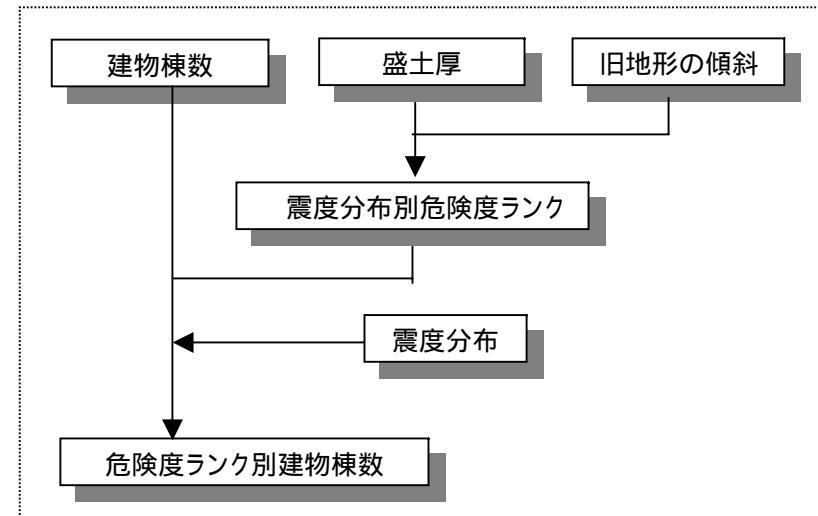 建物棟数
盛土厚
旧地形の傾斜
震度分布別危険度ランク
震度分布
危険度ランク別建物棟数